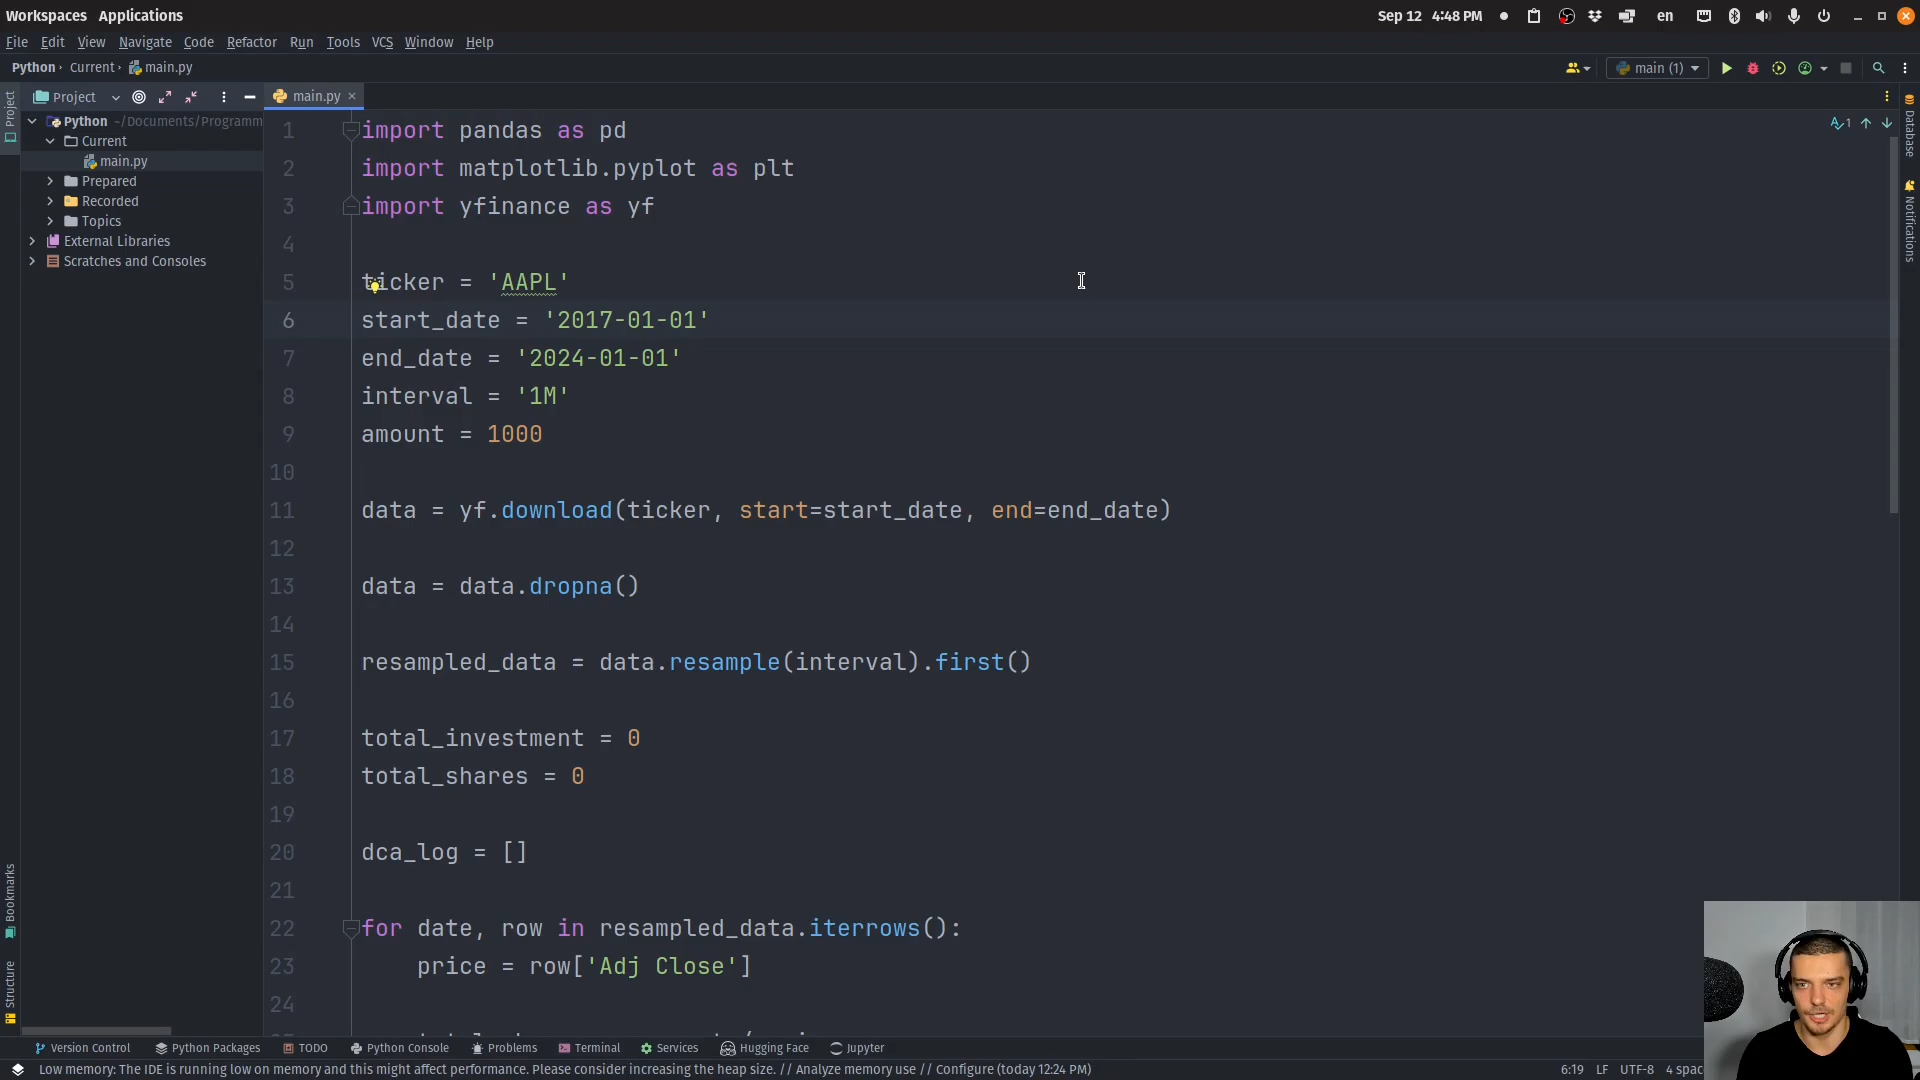 Workspaces Applications
Sep 12 4:48 PM
en
File Edit View Navigate Code Refactor Run Tools VCS Window Help
Python Current main.py
main (1)
Project
main.py
Project
Python ~/Documents/Programm
Current
main.py
Prepared
Recorded
Topics
External Libraries
Scratches and Consoles
1 import pandas as pd
2 import matplotlib.pyplot as plt
3 import yfinance as yf
4
5 ticker = 'AAPL'
6 start_date = '2017-01-01'
7 end_date = '2024-01-01'
8 interval = '1M'
9 amount = 1000
10
11 data = yf.download(ticker, start=start_date, end=end_date)
12
13 data = data.dropna()
14
15 resampled_data = data.resample(interval).first()
16
17 total_investment = 0
18 total_shares = 0
19
20 dca_log = []
21
22 for date, row in resampled_data.iterrows():
23 price = row['Adj Close']
24
1
Database
Notifications
Bookmarks
Structure
Version Control Python Packages TODO Python Console Problems Terminal Services Hugging Face Jupyter
Low memory: The IDE is running low on memory and this might affect performance. Please consider increasing the heap size. // Analyze memory use // Configure (today 12:24 PM)
6:19 LF UTF-8 4 spac